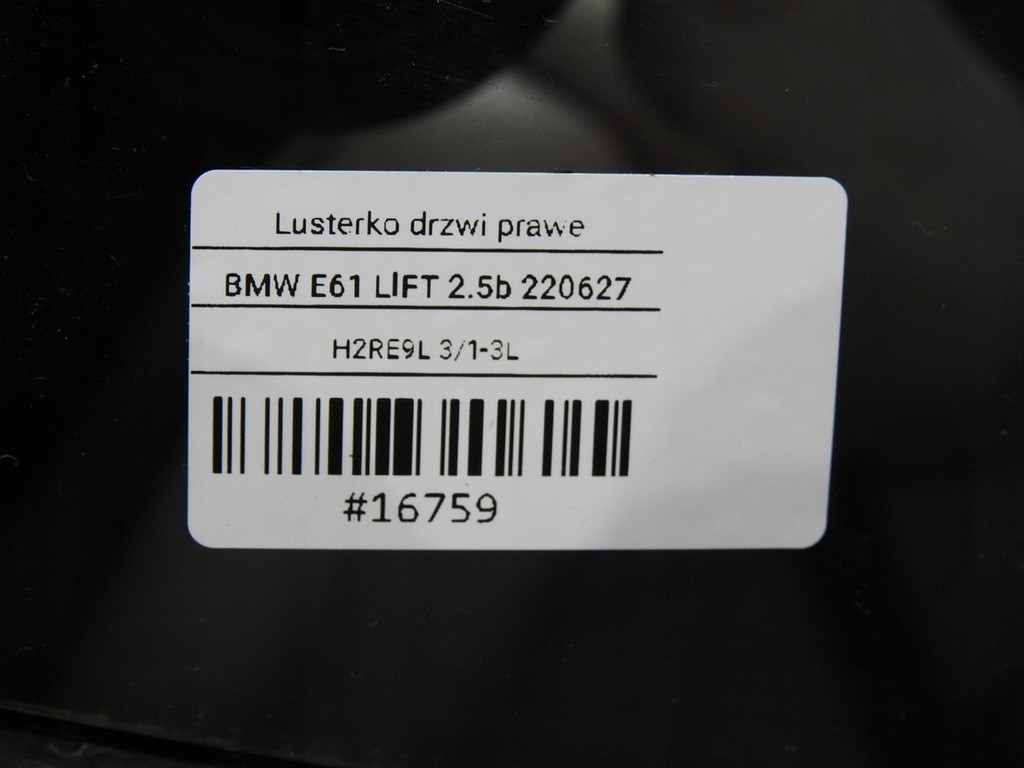 Lusterko drzwi prawe
BMW E61 LIFT 2.5b 220627
H2RE9L 3/1-3L
#16759